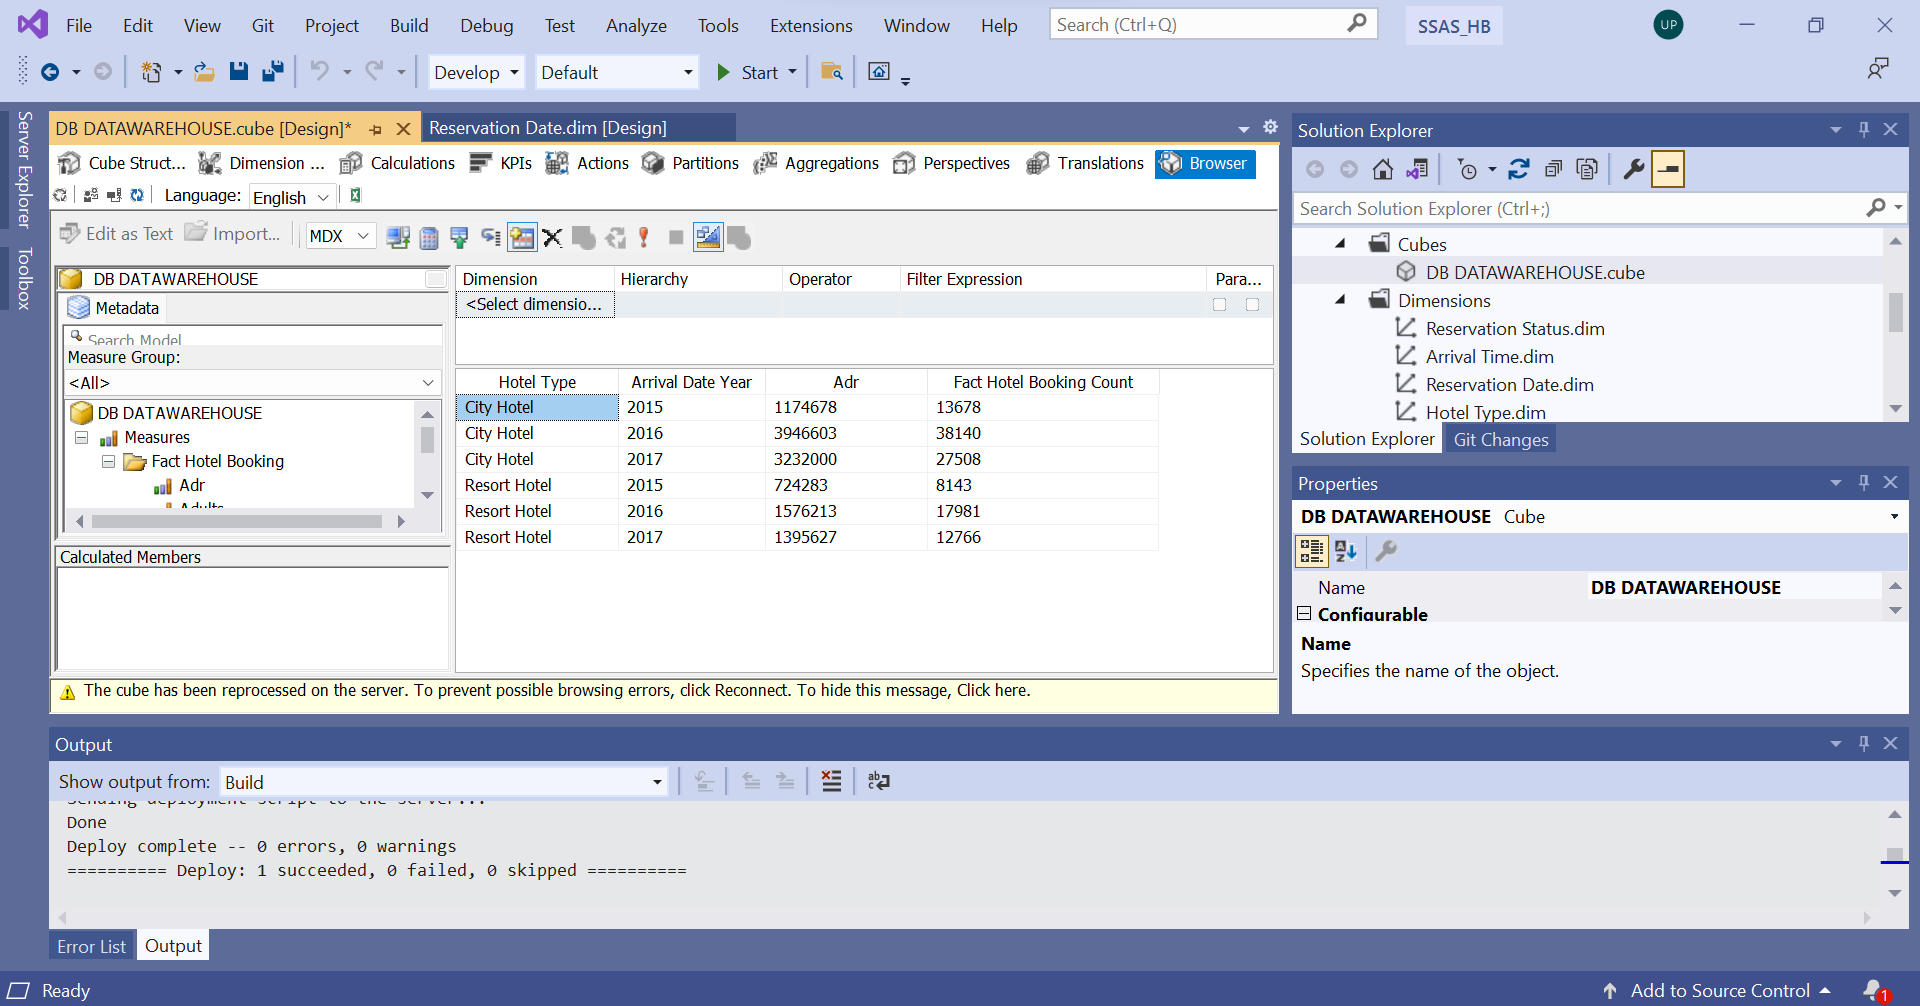 File Edit View Git Project Build Debug Test Analyze Tools Extensions Window Help Search (Ctrl+Q) SSAS_HB UP
Develop Default Start
Server Explorer
Toolbox
DB DATAWAREHOUSE.cube [Design]* Reservation Date.dim [Design]
Cube Struct... Dimension ... Calculations KPIs Actions Partitions Aggregations Perspectives Translations Browser
Language: English
Edit as Text Import... MDX
DB DATAWAREHOUSE
Metadata
Search Model
Measure Group:
<All>
DB DATAWAREHOUSE
Measures
Fact Hotel Booking
Adr
Adults
Calculated Members
Dimension Hierarchy Operator Filter Expression Para...
<Select dimensio...
Hotel Type Arrival Date Year Adr Fact Hotel Booking Count
City Hotel 2015 1174678 13678
City Hotel 2016 3946603 38140
City Hotel 2017 3232000 27508
Resort Hotel 2015 724283 8143
Resort Hotel 2016 1576213 17981
Resort Hotel 2017 1395627 12766
The cube has been reprocessed on the server. To prevent possible browsing errors, click Reconnect. To hide this message, Click here.
Solution Explorer
Search Solution Explorer (Ctrl+;)
Cubes
DB DATAWAREHOUSE.cube
Dimensions
Reservation Status.dim
Arrival Time.dim
Reservation Date.dim
Hotel Type.dim
Solution Explorer Git Changes
Properties
DB DATAWAREHOUSE Cube
Name DB DATAWAREHOUSE
Configurable
Name
Specifies the name of the object.
Output
Show output from: Build
Sending deployment script to the server...
Done
Deploy complete -- 0 errors, 0 warnings
========== Deploy: 1 succeeded, 0 failed, 0 skipped ==========
Error List Output
Ready Add to Source Control 1